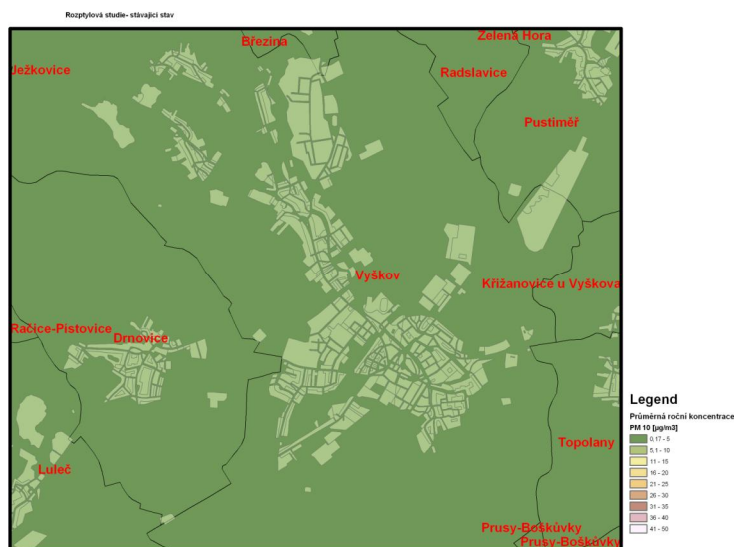 Rozptylová studie- stávající stav
Březina
Zelená Hora
Ježkovice
Radslavice
Pustiměř
Vyškov
Křižanovice u Vyškova
Račice-Pistovice
Drnovice
Luleč
Topolany
Prusy-Boškůvky
Prusy-Boškůvky
Legend
Průměrná roční koncentrace
PM 10 [µg/m3]
0,17 - 5
5,1 - 10
11 - 15
16 - 20
21 - 25
26 - 30
31 - 35
36 - 40
41 - 50